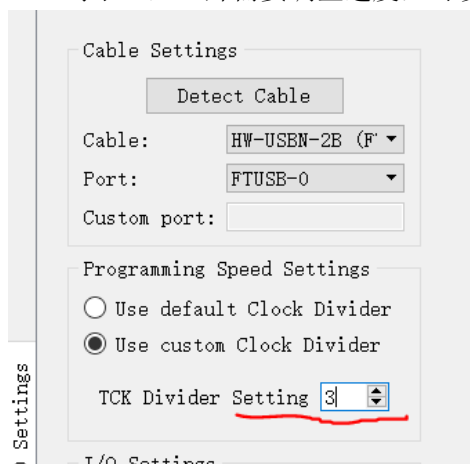 Cable Settings
Detect Cable
Cable: HW-USBN-2B (F
Port: FTUSB-0
Custom port:
Programming Speed Settings
Use default Clock Divider
Use custom Clock Divider
TCK Divider Setting 3
Settings
I/O Settings